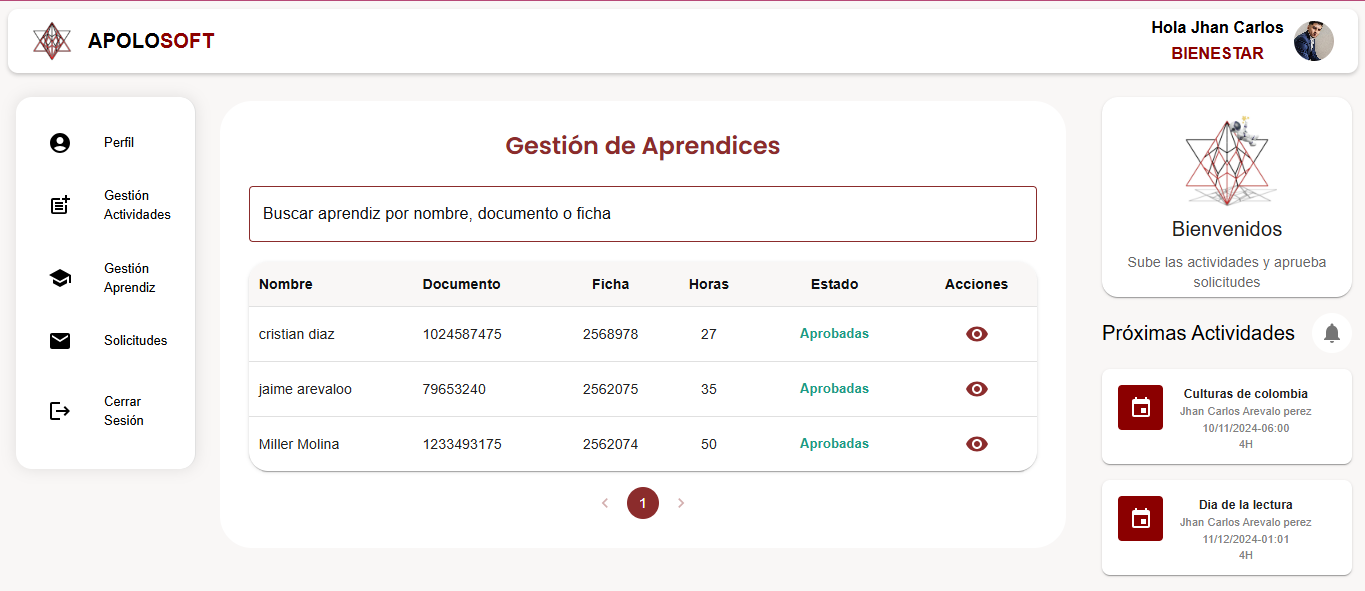 APOLOSOFT
Hola Jhan Carlos
BIENESTAR
Perfil
Gestión
Actividades
Gestión
Aprendiz
Solicitudes
Cerrar
Sesión
Gestión de Aprendices
Buscar aprendiz por nombre, documento o ficha
Nombre Documento Ficha Horas Estado Acciones
cristian diaz 1024587475 2568978 27 Aprobadas
jaime arevaloo 79653240 2562075 35 Aprobadas
Miller Molina 1233493175 2562074 50 Aprobadas
1
Bienvenidos
Sube las actividades y aprueba
solicitudes
Próximas Actividades
Culturas de colombia
Jhan Carlos Arevalo perez
10/11/2024-06:00
4H
Dia de la lectura
Jhan Carlos Arevalo perez
11/12/2024-01:01
4H